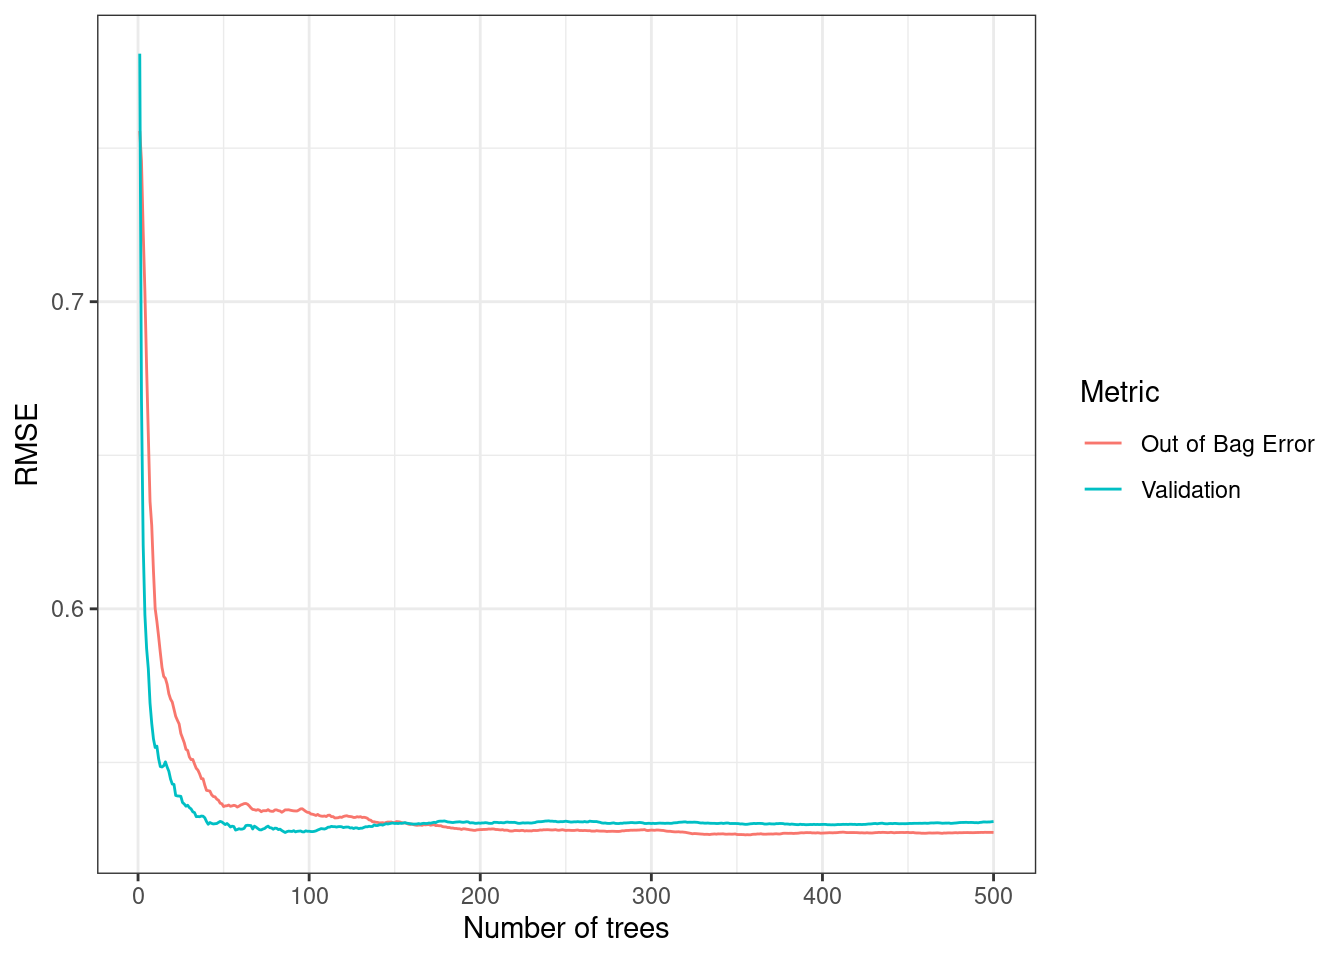 0.7
0.6
RMSE
0
100
200
300
400
500
Number of trees
Metric
Out of Bag Error
Validation